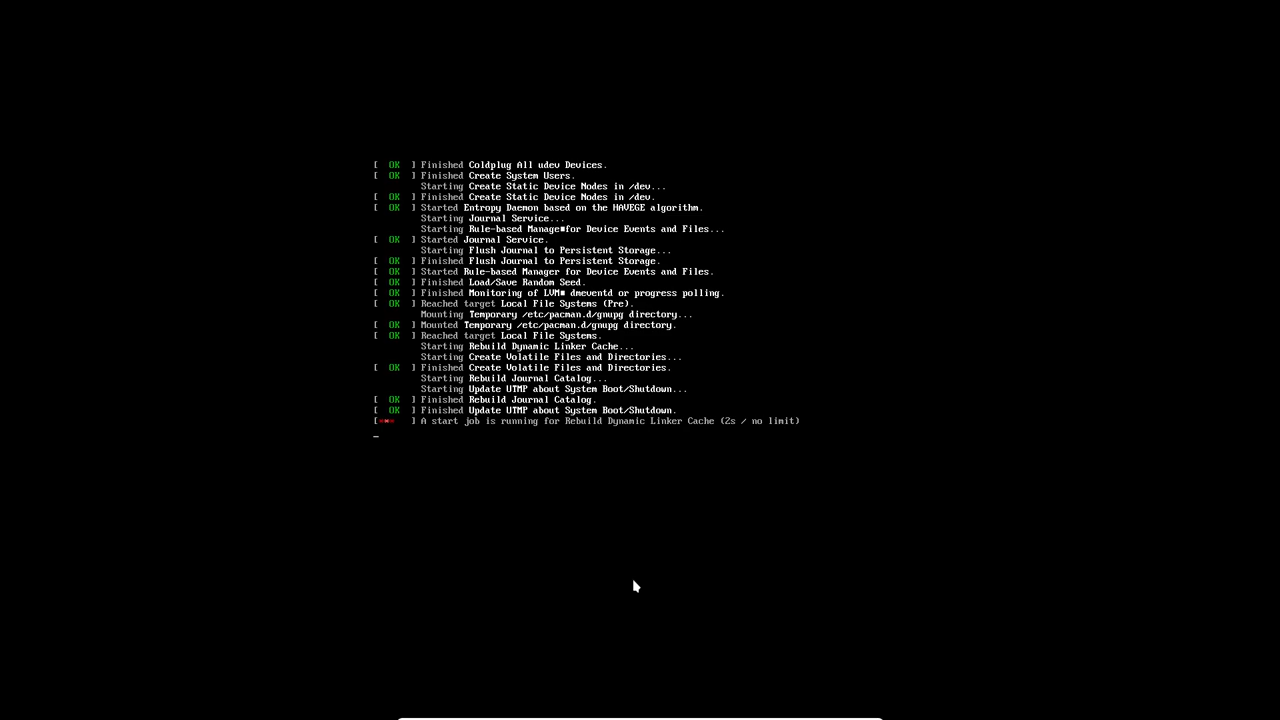 [  OK  ] Finished Coldplug All udev Devices.
[  OK  ] Finished Create System Users.
Starting Create Static Device Nodes in /dev...
[  OK  ] Finished Create Static Device Nodes in /dev.
[  OK  ] Started Entropy Daemon based on the HAVEGE algorithm.
Starting Journal Service...
Starting Rule-based Manage■for Device Events and Files...
[  OK  ] Started Journal Service.
Starting Flush Journal to Persistent Storage...
[  OK  ] Finished Flush Journal to Persistent Storage.
[  OK  ] Started Rule-based Manager for Device Events and Files.
[  OK  ] Finished Load/Save Random Seed.
[  OK  ] Finished Monitoring of LVM■ dmeventd or progress polling.
[  OK  ] Reached target Local File Systems (Pre).
Mounting Temporary /etc/pacman.d/gnupg directory...
[  OK  ] Mounted Temporary /etc/pacman.d/gnupg directory.
[  OK  ] Reached target Local File Systems.
Starting Rebuild Dynamic Linker Cache...
Starting Create Volatile Files and Directories...
[  OK  ] Finished Create Volatile Files and Directories.
Starting Rebuild Journal Catalog...
Starting Update UTMP about System Boot/Shutdown...
[  OK  ] Finished Rebuild Journal Catalog.
[  OK  ] Finished Update UTMP about System Boot/Shutdown.
[***   ] A start job is running for Rebuild Dynamic Linker Cache (2s / no limit)